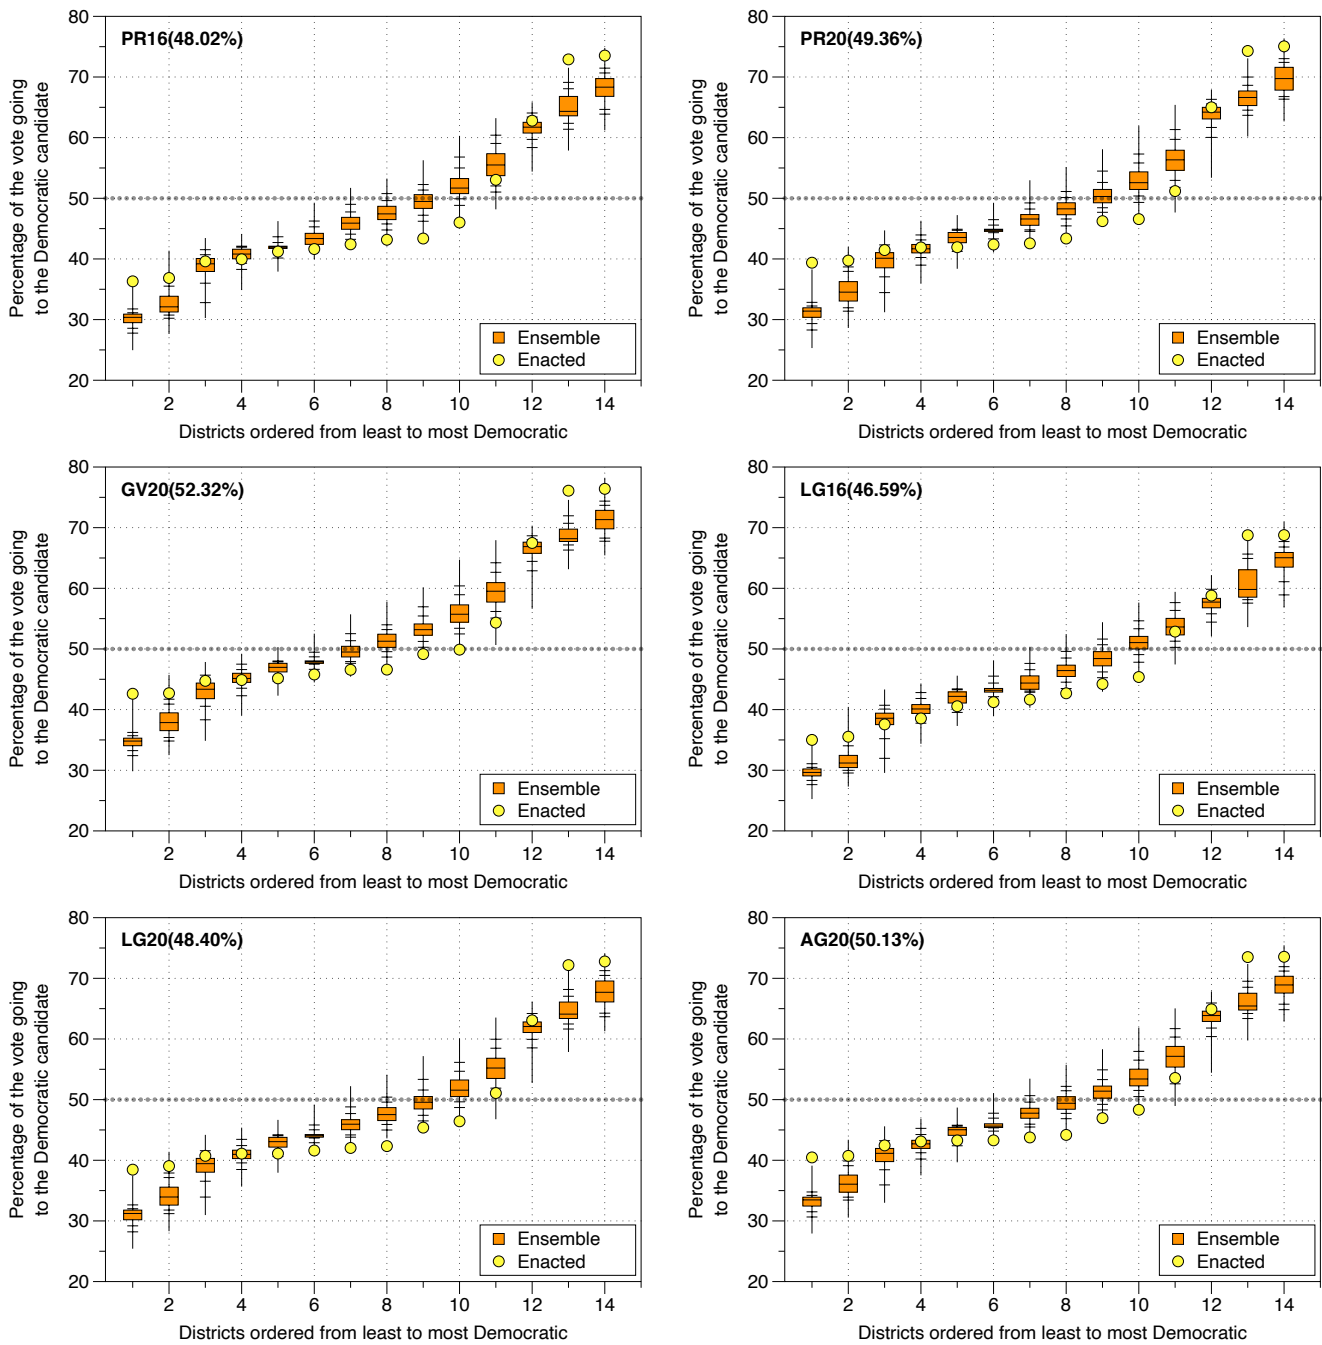 PR16(48.02%)
Percentage of the vote going
to the Democratic candidate
80
70
60
50
40
30
20
Ensemble
Enacted
2 4 6 8 10 12 14
Districts ordered from least to most Democratic
PR20(49.36%)
Percentage of the vote going
to the Democratic candidate
80
70
60
50
40
30
20
Ensemble
Enacted
2 4 6 8 10 12 14
Districts ordered from least to most Democratic
GV20(52.32%)
Percentage of the vote going
to the Democratic candidate
80
70
60
50
40
30
20
Ensemble
Enacted
2 4 6 8 10 12 14
Districts ordered from least to most Democratic
LG16(46.59%)
Percentage of the vote going
to the Democratic candidate
80
70
60
50
40
30
20
Ensemble
Enacted
2 4 6 8 10 12 14
Districts ordered from least to most Democratic
LG20(48.40%)
Percentage of the vote going
to the Democratic candidate
80
70
60
50
40
30
20
Ensemble
Enacted
2 4 6 8 10 12 14
Districts ordered from least to most Democratic
AG20(50.13%)
Percentage of the vote going
to the Democratic candidate
80
70
60
50
40
30
20
Ensemble
Enacted
2 4 6 8 10 12 14
Districts ordered from least to most Democratic